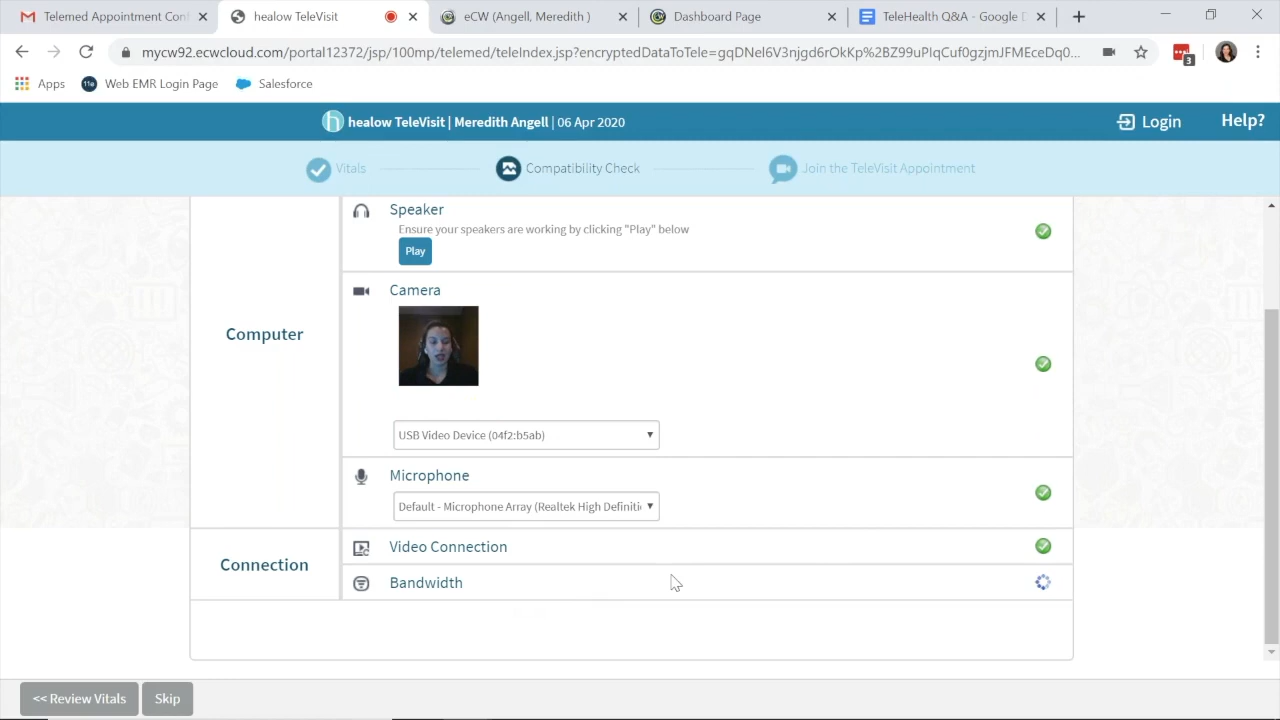 Telemed Appointment Conf
healow TeleVisit
eCW (Angell, Meredith )
Dashboard Page
TeleHealth Q&A - Google D
mycw92.ecwcloud.com/portal12372/jsp/100mp/telemed/teleIndex.jsp?encryptedDataToTele=gqDNel6V3njgd6rOkKp%2BZ99uPIqCuf0gzjmJFMEceDq0...
3
Apps
11e
Web EMR Login Page
Salesforce
h healow TeleVisit | Meredith Angell | 06 Apr 2020
Login
Help?
Vitals
Compatibility Check
Join the TeleVisit Appointment
Computer
Speaker
Ensure your speakers are working by clicking "Play" below
Play
Camera
USB Video Device (04f2:b5ab)
Microphone
Default - Microphone Array (Realtek High Definiti
Connection
Video Connection
Bandwidth
<< Review Vitals
Skip